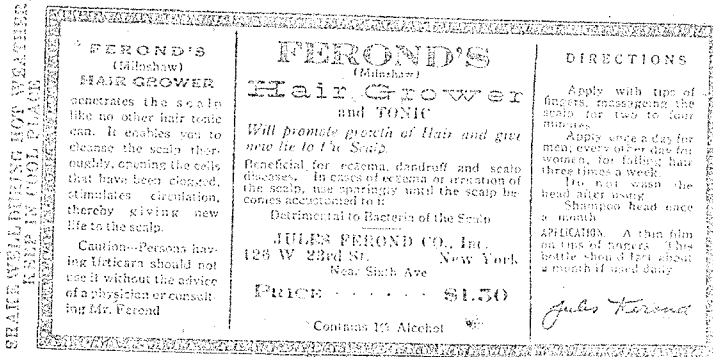 SHAKE WELL DURING HOT WEATHER
KEEP IN COOL PLACE
FEROND'S
(Milnshaw)
HAIR GROWER
penetrates the scalp
like no other hair tonic
can. It enables you to
cleanse the scalp thor-
oughly, opening the cells
that have been clogged,
stimulates circulation,
thereby giving new
life to the scalp.
Caution--Persons hav-
ing Urticara should not
use it without the advice
of a physician or consult-
ing Mr. Ferond
FEROND'S
(Milnshaw)
Hair Grower
and TONIC
Will promote growth of Hair and give
new life to the Scalp.
Beneficial for eczema, dandruff and scalp
diseases. In cases of eczema or irritation of
the scalp, use sparingly until the scalp be-
comes accustomed to it
Detrimental to Bacteria of the Scalp
JULES FEROND CO., Inc.
126 W 23rd St. New York
Near Sixth Ave
PRICE · · · · · · $1.50
Contains Alcohol
DIRECTIONS
Apply with tips of
fingers, massageing the
scalp for two to four
minutes.
Apply once a day for
men; every other day for
women, for falling hair
three times a week.
Do not wash the
head after using
Shampoo head once
a month
APPLICATION. A thin film
on tips of fingers. This
bottle should last about
a month if used daily
Jules Ferond